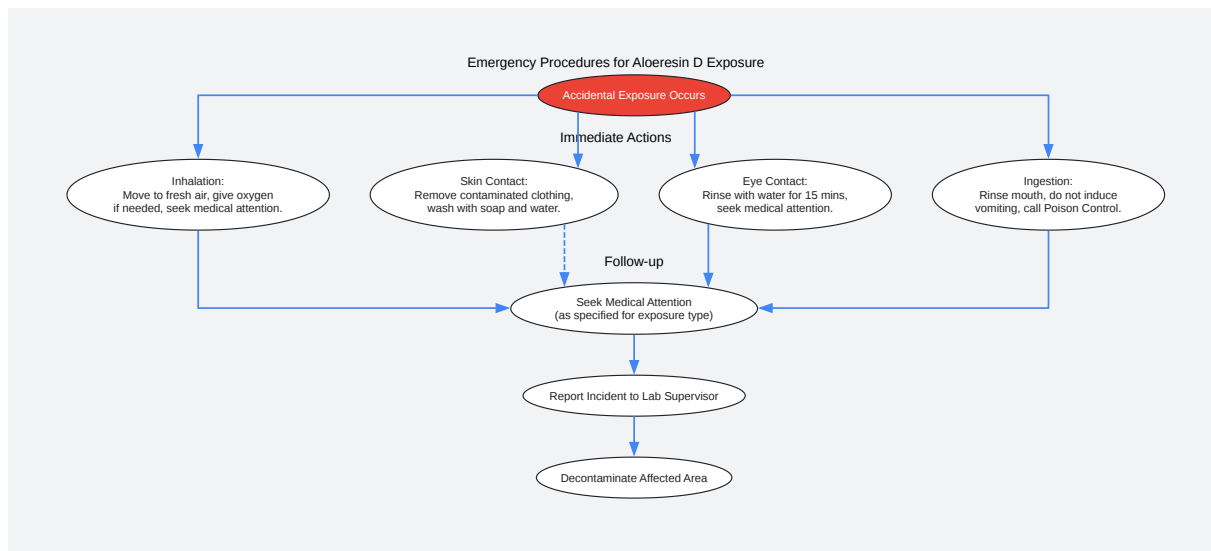 Emergency Procedures for Aloeresin D Exposure
Accidental Exposure Occurs
Immediate Actions
Inhalation:
Move to fresh air, give oxygen
if needed, seek medical attention.
Skin Contact:
Remove contaminated clothing,
wash with soap and water.
Eye Contact:
Rinse with water for 15 mins,
seek medical attention.
Ingestion:
Rinse mouth, do not induce
vomiting, call Poison Control.
Follow-up
Seek Medical Attention
(as specified for exposure type)
Report Incident to Lab Supervisor
Decontaminate Affected Area